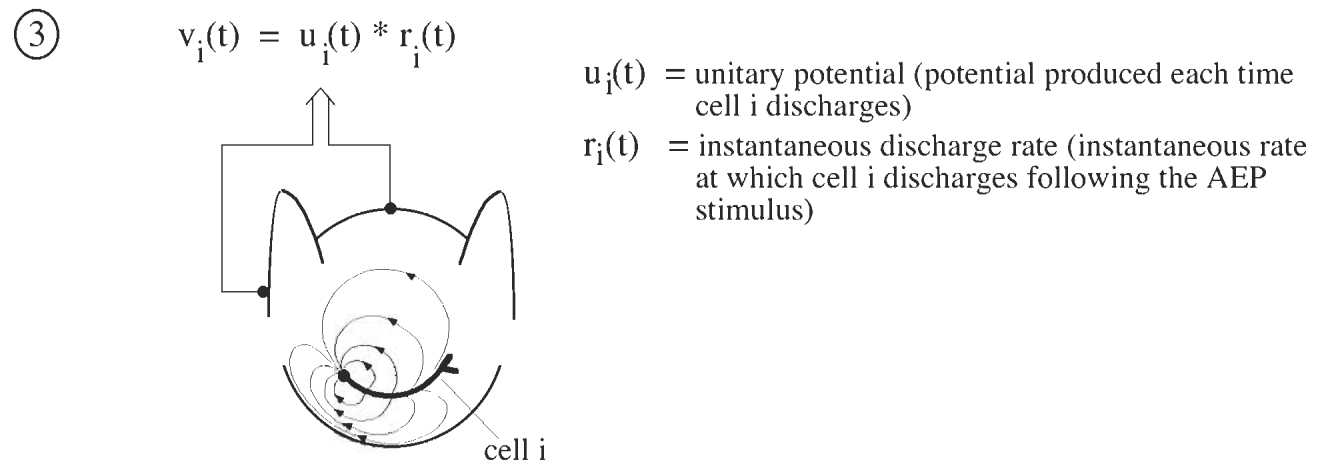 3 v_i(t) = u_i(t) * r_i(t)
u_i(t) = unitary potential (potential produced each time
cell i discharges)
r_i(t) = instantaneous discharge rate (instantaneous rate
at which cell i discharges following the AEP
stimulus)
cell i